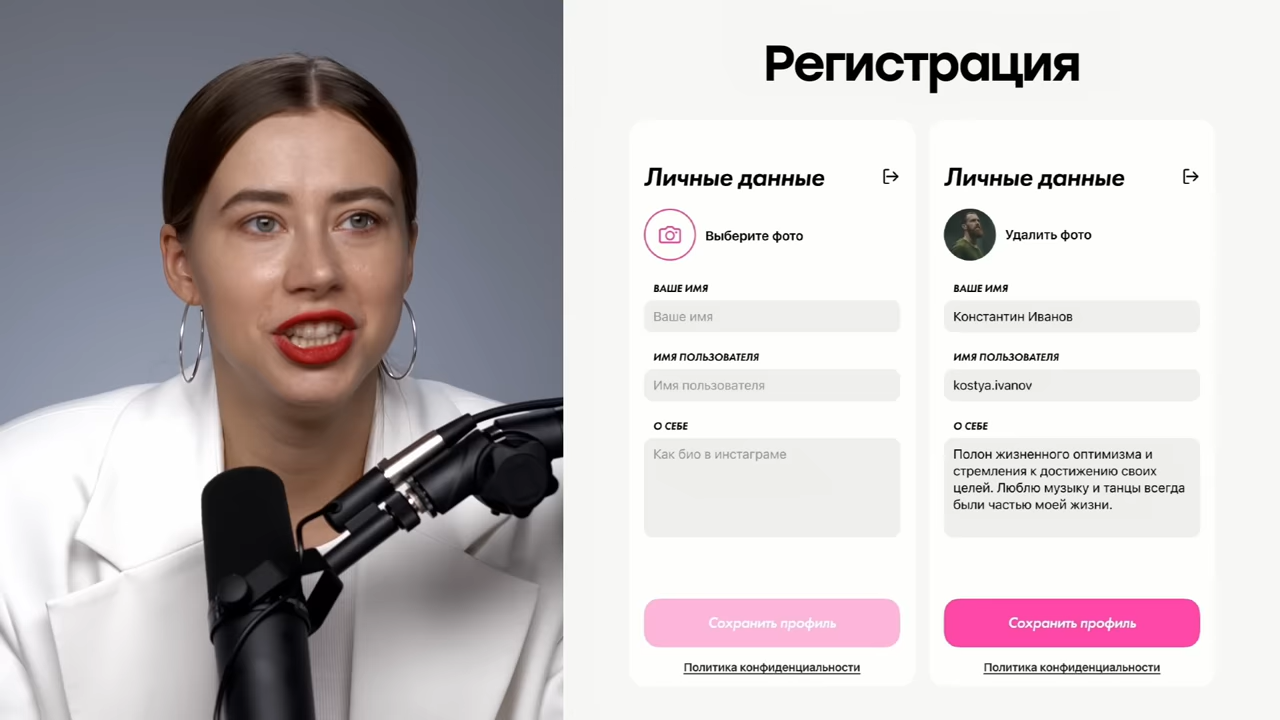 Регистрация
Личные данные
Выберите фото
ВАШЕ ИМЯ
Ваше имя
ИМЯ ПОЛЬЗОВАТЕЛЯ
Имя пользователя
О СЕБЕ
Как био в инстаграме
Сохранить профиль
Политика конфиденциальности
Личные данные
Удалить фото
ВАШЕ ИМЯ
Константин Иванов
ИМЯ ПОЛЬЗОВАТЕЛЯ
kostya.ivanov
О СЕБЕ
Полон жизненного оптимизма и
стремления к достижению своих
целей. Люблю музыку и танцы всегда
были частью моей жизни.
Сохранить профиль
Политика конфиденциальности